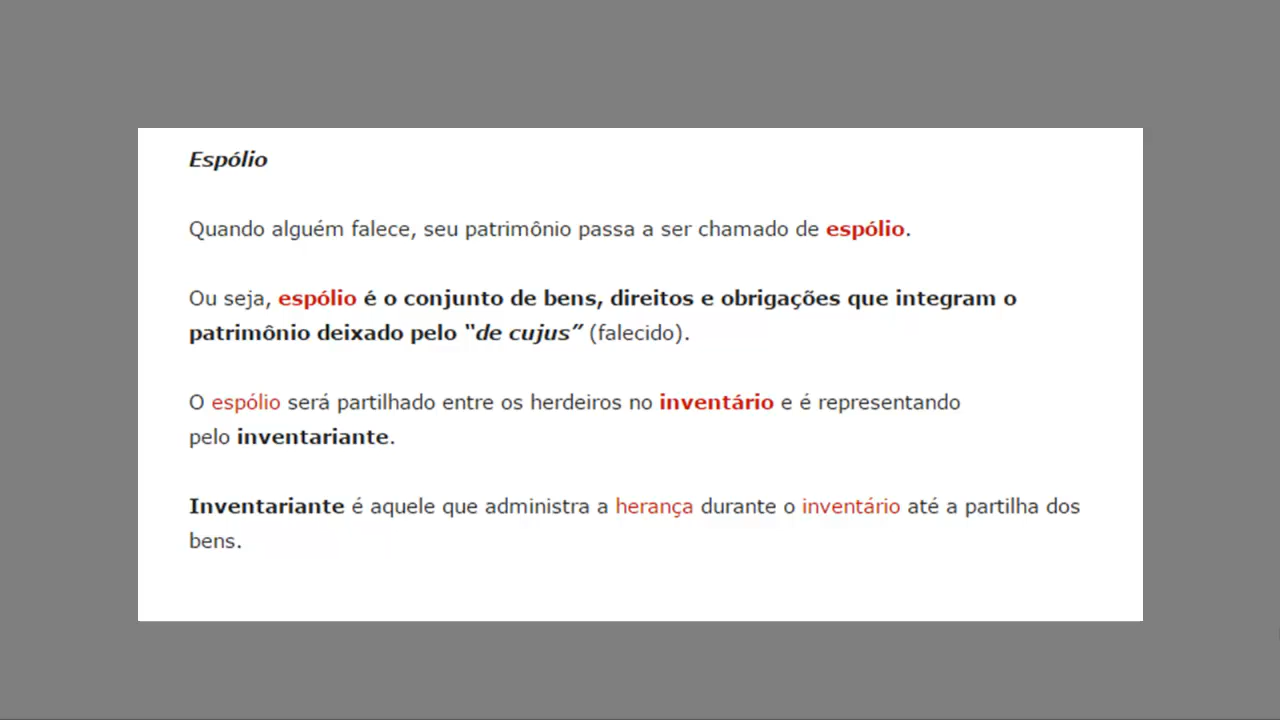 Espólio
Quando alguém falece, seu patrimônio passa a ser chamado de espólio.
Ou seja, espólio é o conjunto de bens, direitos e obrigações que integram o
patrimônio deixado pelo “de cujus” (falecido).
O espólio será partilhado entre os herdeiros no inventário e é representando
pelo inventariante.
Inventariante é aquele que administra a herança durante o inventário até a partilha dos
bens.